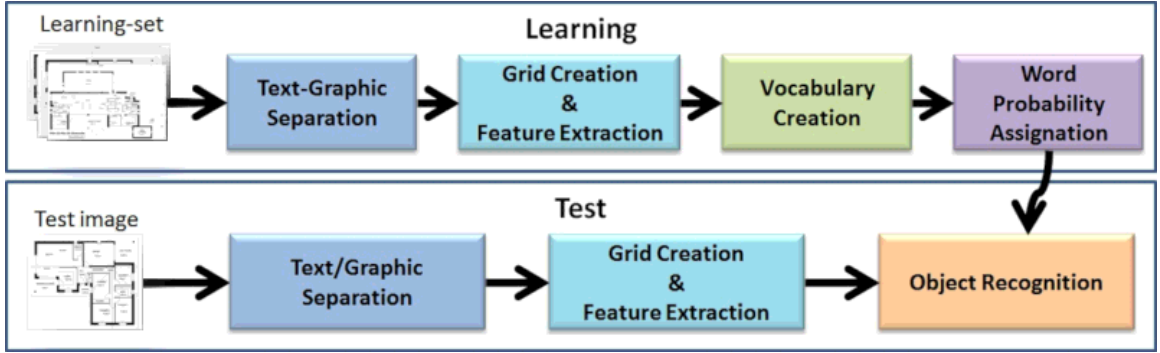 Learning-set
Learning
Text-Graphic
Separation
Grid Creation
&
Feature Extraction
Vocabulary
Creation
Word
Probability
Assignation
Test image
Test
Text/Graphic
Separation
Grid Creation
&
Feature Extraction
Object Recognition